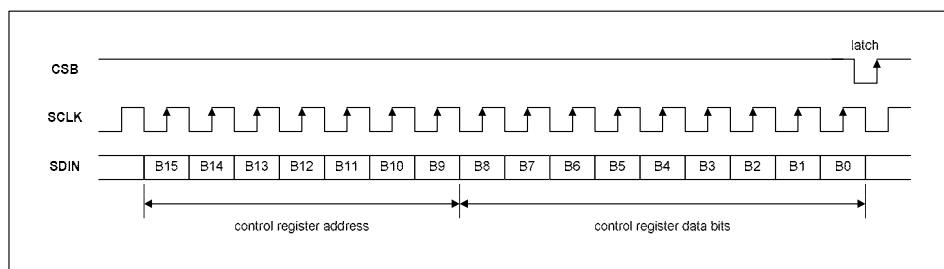 latch
CSB
SCLK
SDIN B15 B14 B13 B12 B11 B10 B9 B8 B7 B6 B5 B4 B3 B2 B1 B0
control register address control register data bits